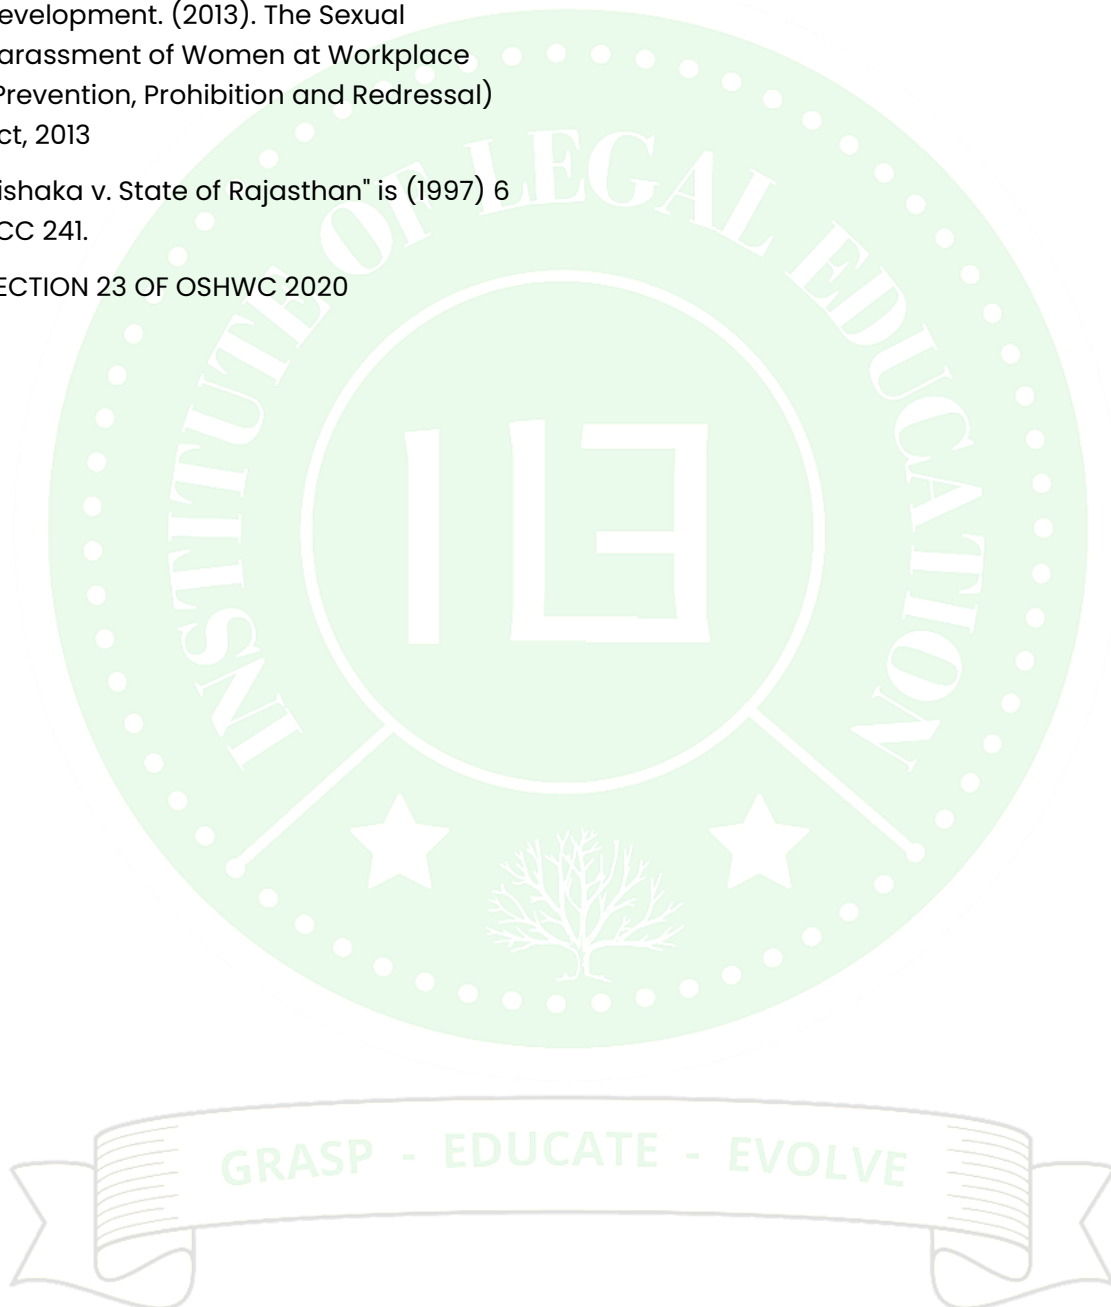 evelopment. (2013). The Sexual
arassment of Women at Workplace
Prevention, Prohibition and Redressal)
ct, 2013
ishaka v. State of Rajasthan" is (1997) 6
CC 241.
ECTION 23 OF OSHWC 2020
INSTITUTE OF LEGAL EDUCATION
ILE
GRASP - EDUCATE - EVOLVE